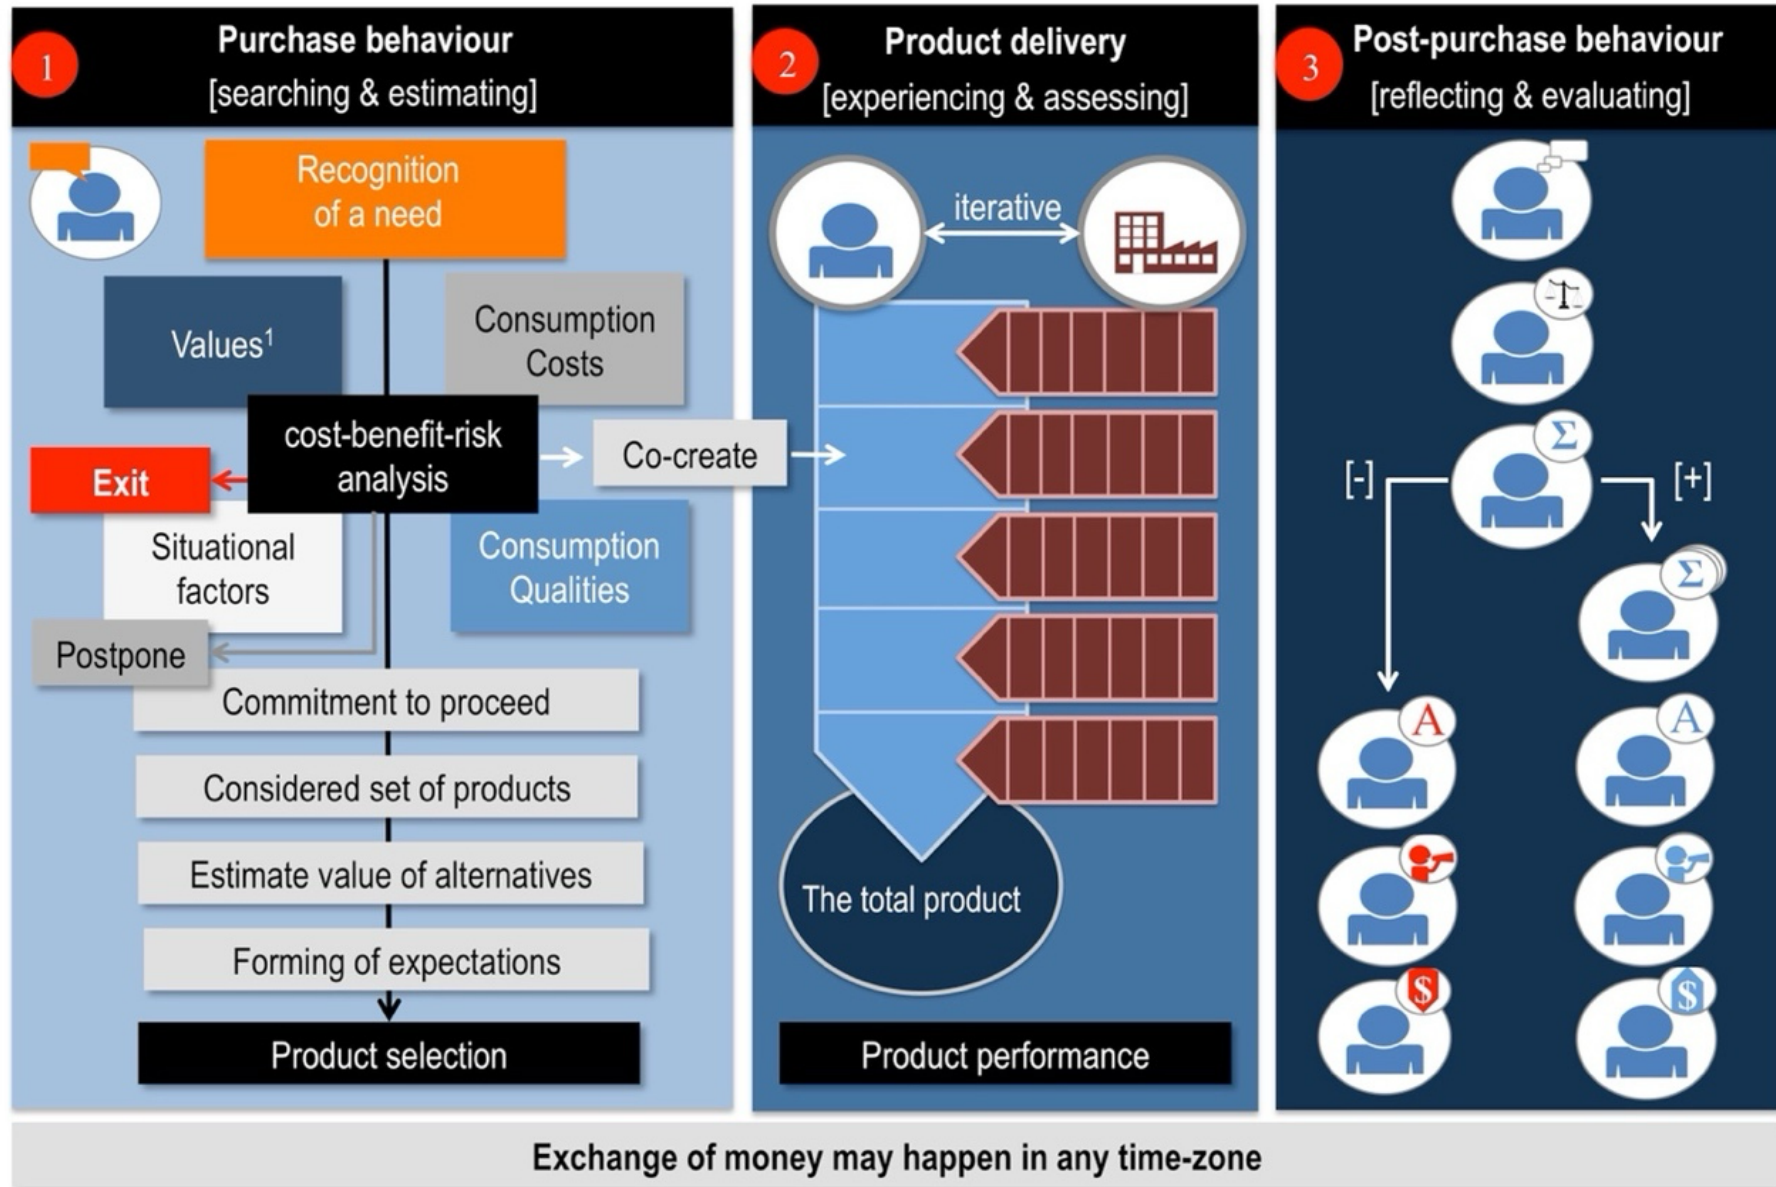 1
Purchase behaviour
[searching & estimating]
Recognition
of a need
Values¹
Consumption
Costs
cost-benefit-risk
analysis
Exit
Co-create
Situational
factors
Consumption
Qualities
Postpone
Commitment to proceed
Considered set of products
Estimate value of alternatives
Forming of expectations
Product selection
2
Product delivery
[experiencing & assessing]
iterative
The total product
Product performance
3
Post-purchase behaviour
[reflecting & evaluating]
Σ
[-]
[+]
Σ
A
A
$
$
Exchange of money may happen in any time-zone